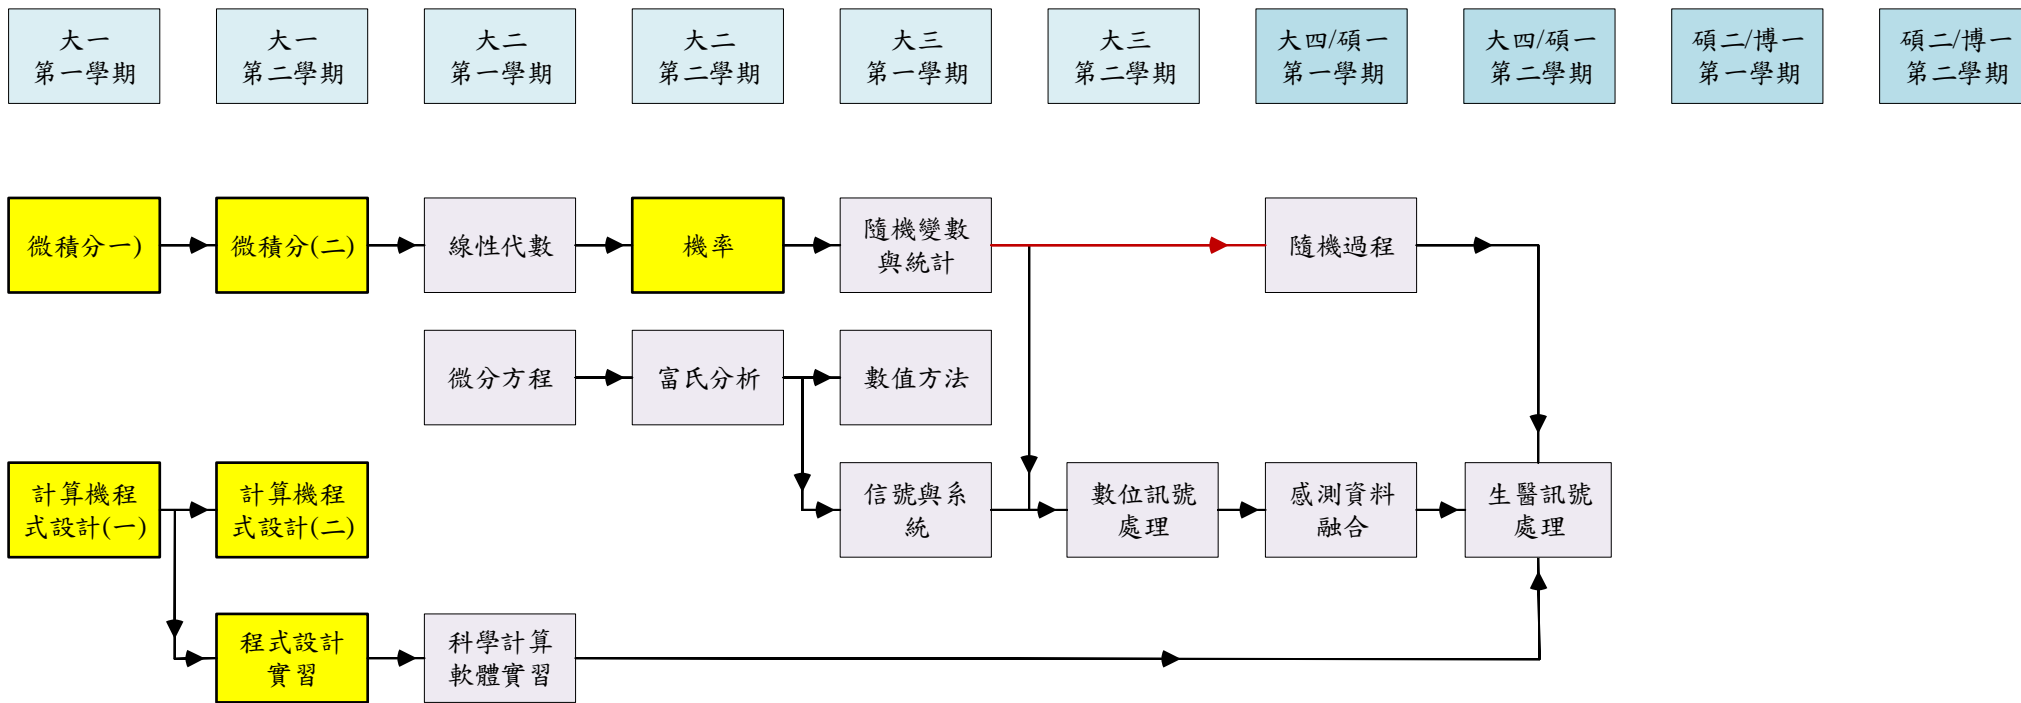 大一
第一學期
大一
第二學期
大二
第一學期
大二
第二學期
大三
第一學期
大三
第二學期
大四/碩一
第一學期
大四/碩一
第二學期
碩二/博一
第一學期
碩二/博一
第二學期
微積分一)
微積分(二)
線性代數
機率
隨機變數
與統計
隨機過程
微分方程
富氏分析
數值方法
計算機程
式設計(一)
計算機程
式設計(二)
信號與系
統
數位訊號
處理
感測資料
融合
生醫訊號
處理
程式設計
實習
科學計算
軟體實習